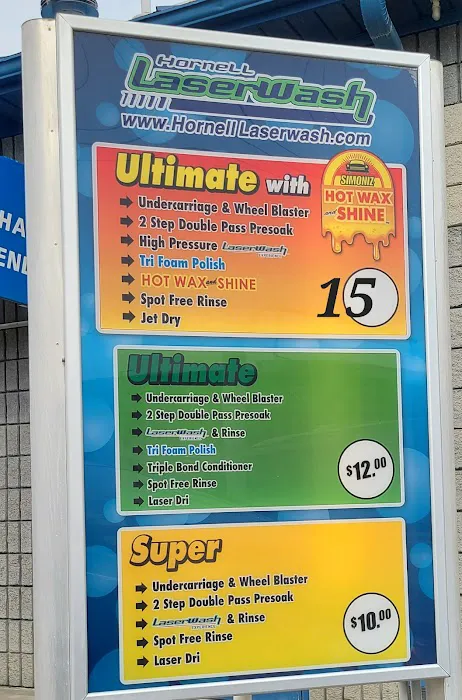 Hornell
LaserWash
www.HornellLaserwash.com
Ultimate with
SIMONIZ
HOT WAX
and SHINE
Undercarriage & Wheel Blaster
2 Step Double Pass Presoak
High Pressure LaserWash
Tri Foam Polish
HOT WAX and SHINE
Spot Free Rinse
Jet Dry
15
Ultimate
Undercarriage & Wheel Blaster
2 Step Double Pass Presoak
LaserWash & Rinse
Tri Foam Polish
Triple Bond Conditioner
Spot Free Rinse
Laser Dri
$12.00
Super
Undercarriage & Wheel Blaster
2 Step Double Pass Presoak
LaserWash & Rinse
Spot Free Rinse
Laser Dri
$10.00